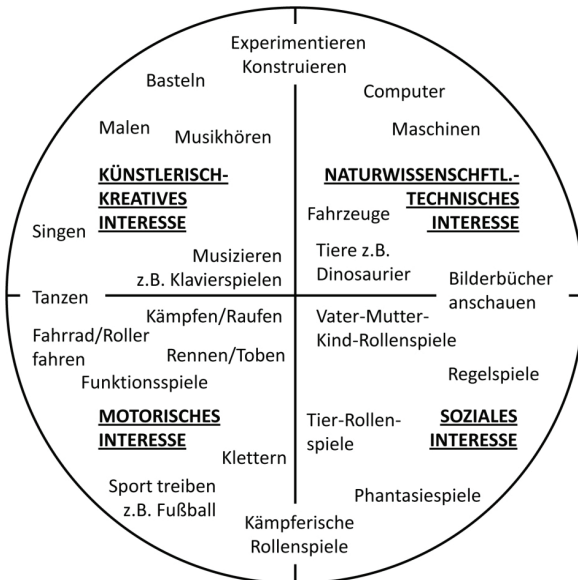 Experimentieren
Konstruieren
Basteln
Computer
Malen
Musikhören
Maschinen
KÜNSTLERISCH-
KREATIVES
INTERESSE
NATURWISSENSCHFTL.-
TECHNISCHES
INTERESSE
Fahrzeuge
Singen
Musizieren
z.B. Klavierspielen
Tiere z.B.
Dinosaurier
Bilderbücher
anschauen
Tanzen
Kämpfen/Raufen
Vater-Mutter-
Kind-Rollenspiele
Fahrrad/Roller
fahren
Rennen/Toben
Funktionsspiele
Regelspiele
MOTORISCHES
INTERESSE
Tier-Rollen-
spiele
SOZIALES
INTERESSE
Klettern
Sport treiben
z.B. Fußball
Phantasiespiele
Kämpferische
Rollenspiele